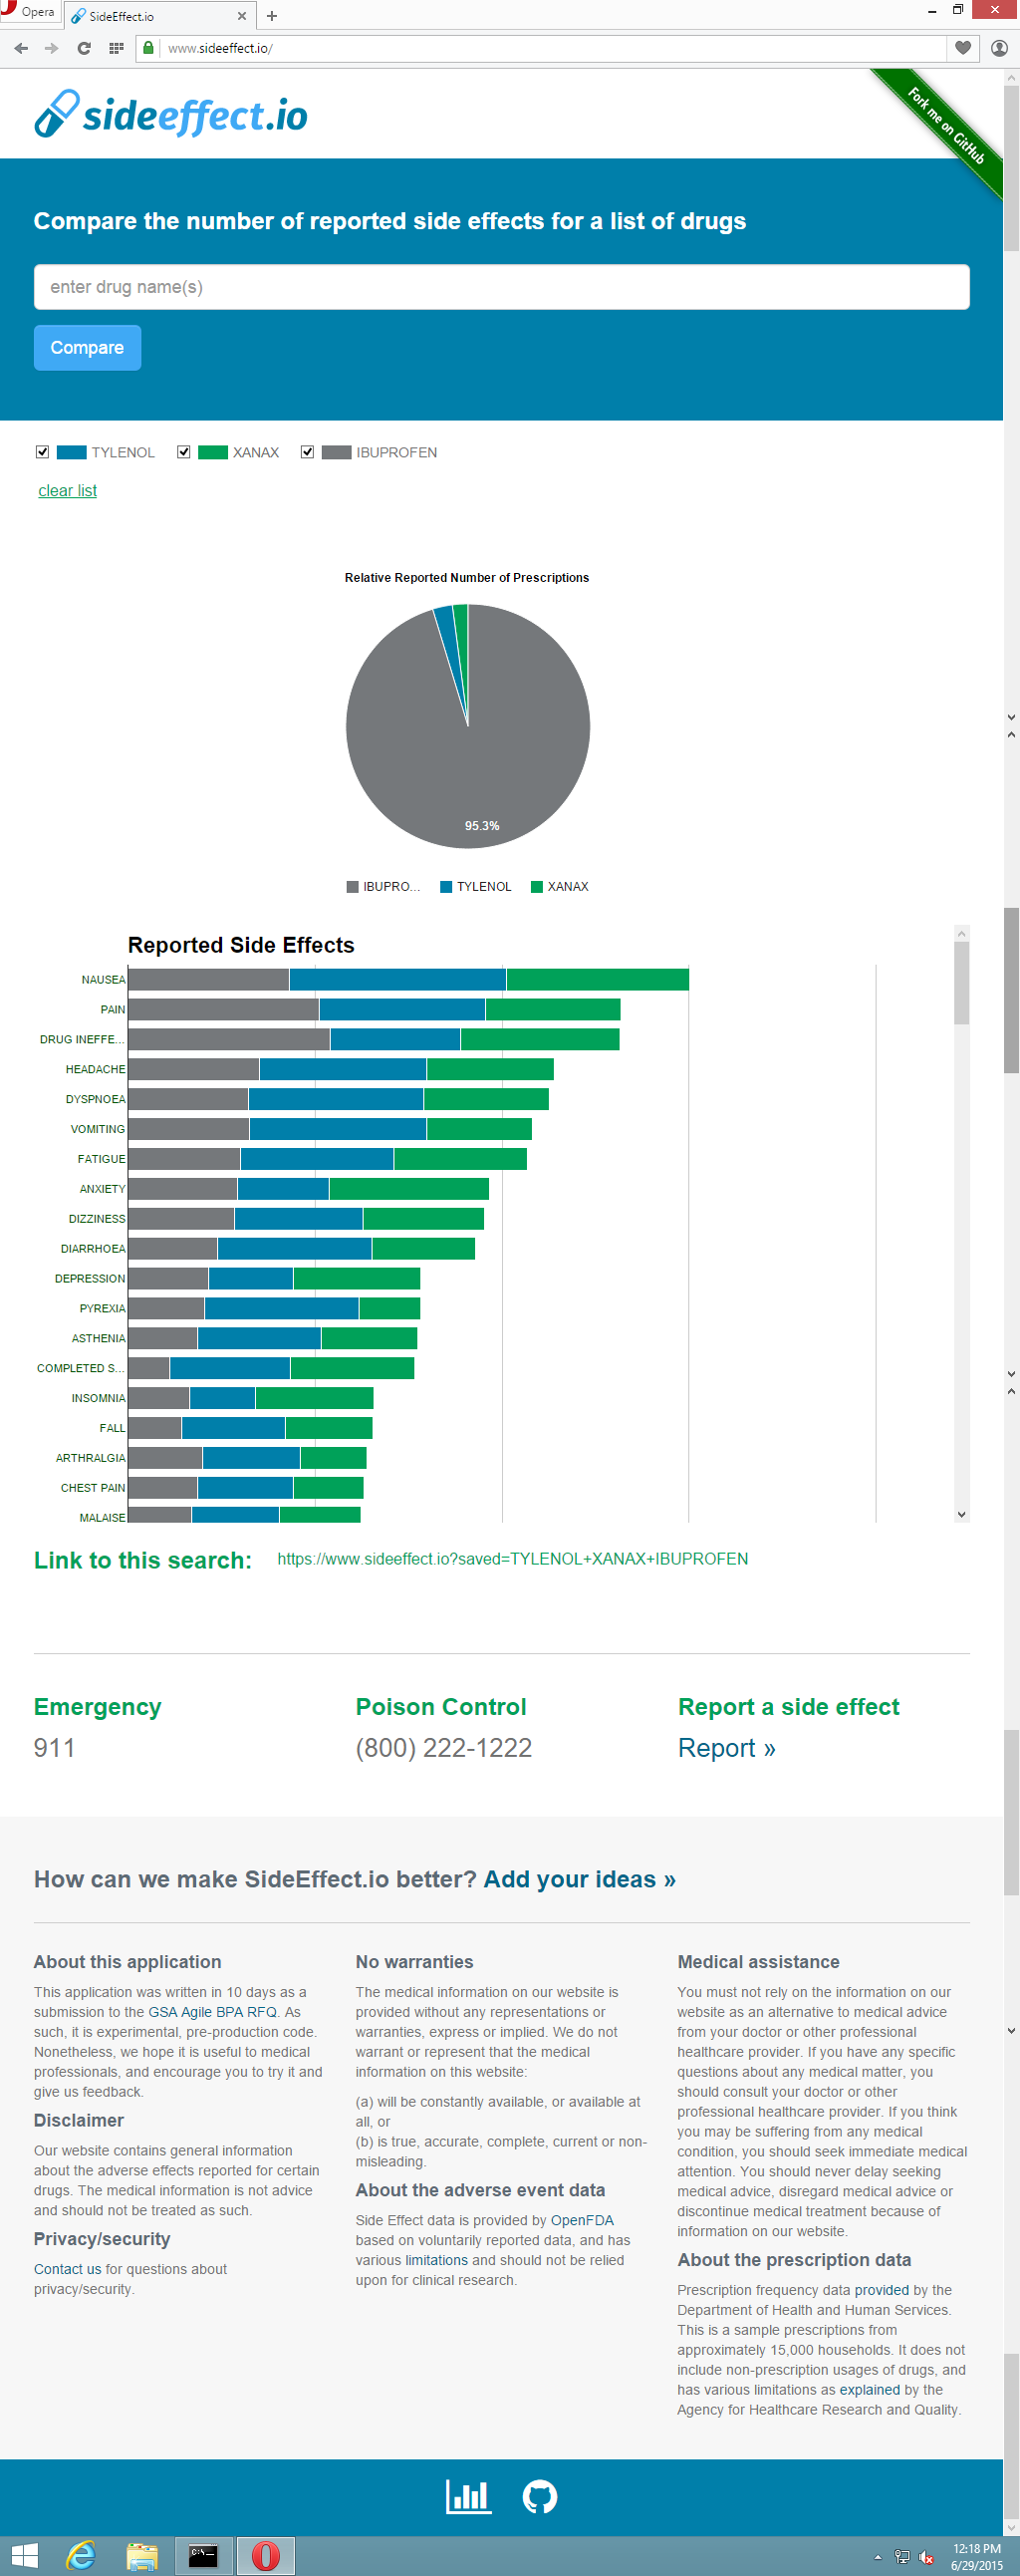 Opera
SideEffect.io
www.sideeffect.io/
sideeffect.io
Fork me on GitHub
Compare the number of reported side effects for a list of drugs
enter drug name(s)
Compare
TYLENOL XANAX IBUPROFEN
clear list
Relative Reported Number of Prescriptions
95.3%
IBUPRO... TYLENOL XANAX
Reported Side Effects
NAUSEA
PAIN
DRUG INEFFE...
HEADACHE
DYSPNOEA
VOMITING
FATIGUE
ANXIETY
DIZZINESS
DIARRHOEA
DEPRESSION
PYREXIA
ASTHENIA
COMPLETED S...
INSOMNIA
FALL
ARTHRALGIA
CHEST PAIN
MALAISE
Link to this search: https://www.sideeffect.io?saved=TYLENOL+XANAX+IBUPROFEN
Emergency
911
Poison Control
(800) 222-1222
Report a side effect
Report »
How can we make SideEffect.io better? Add your ideas »
About this application
This application was written in 10 days as a
submission to the GSA Agile BPA RFQ. As
such, it is experimental, pre-production code.
Nonetheless, we hope it is useful to medical
professionals, and encourage you to try it and
give us feedback.
Disclaimer
Our website contains general information
about the adverse effects reported for certain
drugs. The medical information is not advice
and should not be treated as such.
Privacy/security
Contact us for questions about
privacy/security.
No warranties
The medical information on our website is
provided without any representations or
warranties, express or implied. We do not
warrant or represent that the medical
information on this website:
(a) will be constantly available, or available at
all, or
(b) is true, accurate, complete, current or non-
misleading.
About the adverse event data
Side Effect data is provided by OpenFDA
based on voluntarily reported data, and has
various limitations and should not be relied
upon for clinical research.
Medical assistance
You must not rely on the information on our
website as an alternative to medical advice
from your doctor or other professional
healthcare provider. If you have any specific
questions about any medical matter, you
should consult your doctor or other
professional healthcare provider. If you think
you may be suffering from any medical
condition, you should seek immediate medical
attention. You should never delay seeking
medical advice, disregard medical advice or
discontinue medical treatment because of
information on our website.
About the prescription data
Prescription frequency data provided by the
Department of Health and Human Services.
This is a sample prescriptions from
approximately 15,000 households. It does not
include non-prescription usages of drugs, and
has various limitations as explained by the
Agency for Healthcare Research and Quality.
12:18 PM
6/29/2015